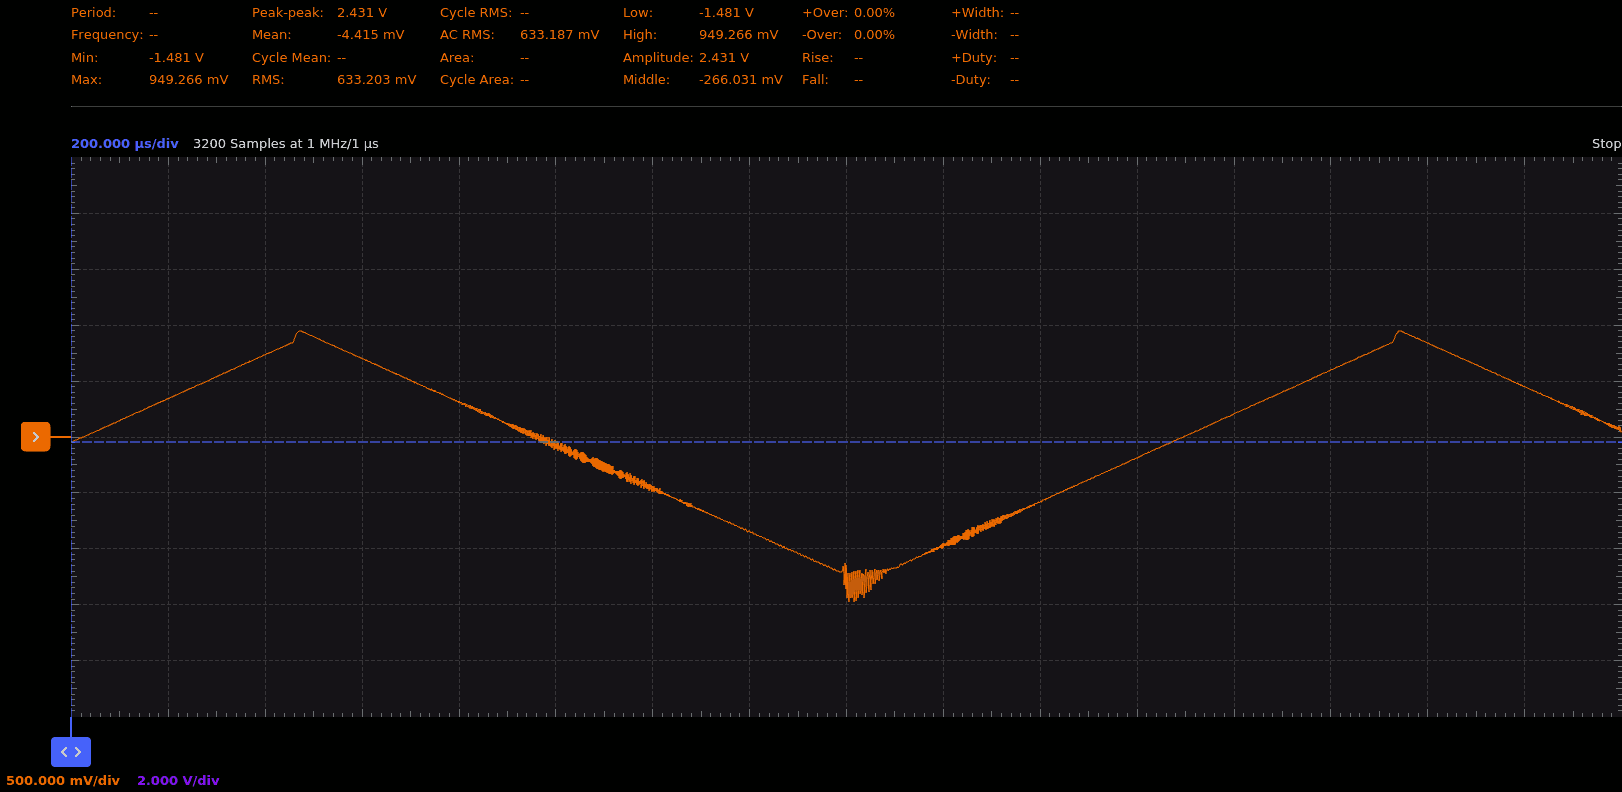 Period: -- Peak-peak: 2.431 V Cycle RMS: -- Low: -1.481 V +Over: 0.00% +Width: --
Frequency: -- Mean: -4.415 mV AC RMS: 633.187 mV High: 949.266 mV -Over: 0.00% -Width: --
Min: -1.481 V Cycle Mean: -- Area: -- Amplitude: 2.431 V Rise: -- +Duty: --
Max: 949.266 mV RMS: 633.203 mV Cycle Area: -- Middle: -266.031 mV Fall: -- -Duty: --
200.000 µs/div 3200 Samples at 1 MHz/1 µs Stop
500.000 mV/div 2.000 V/div